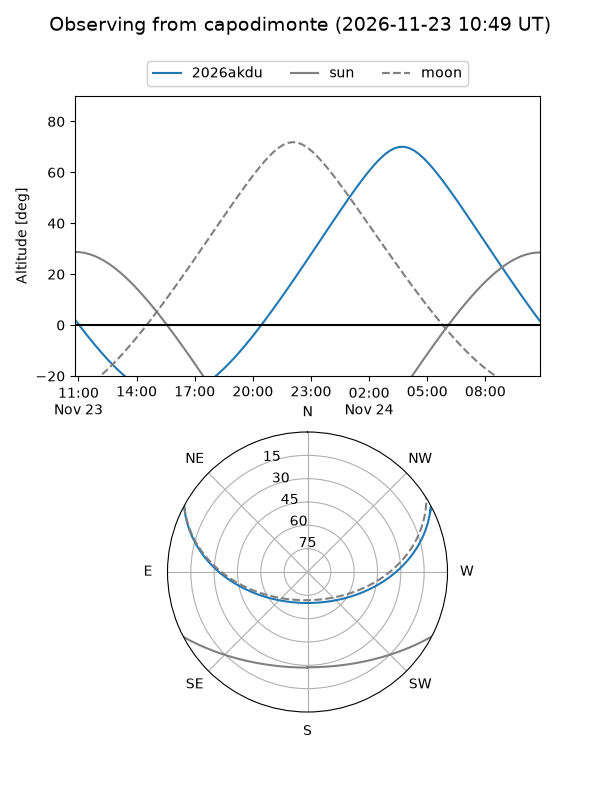 Observing from capodimonte (2026-11-23 10:49 UT)
2026akdu sun moon
Altitude [deg]
80
60
40
20
0
−20
11:00 14:00 17:00 20:00 23:00 02:00 05:00 08:00
Nov 23 Nov 24
N
NE NW
15
30
45
60
75
E W
SE SW
S